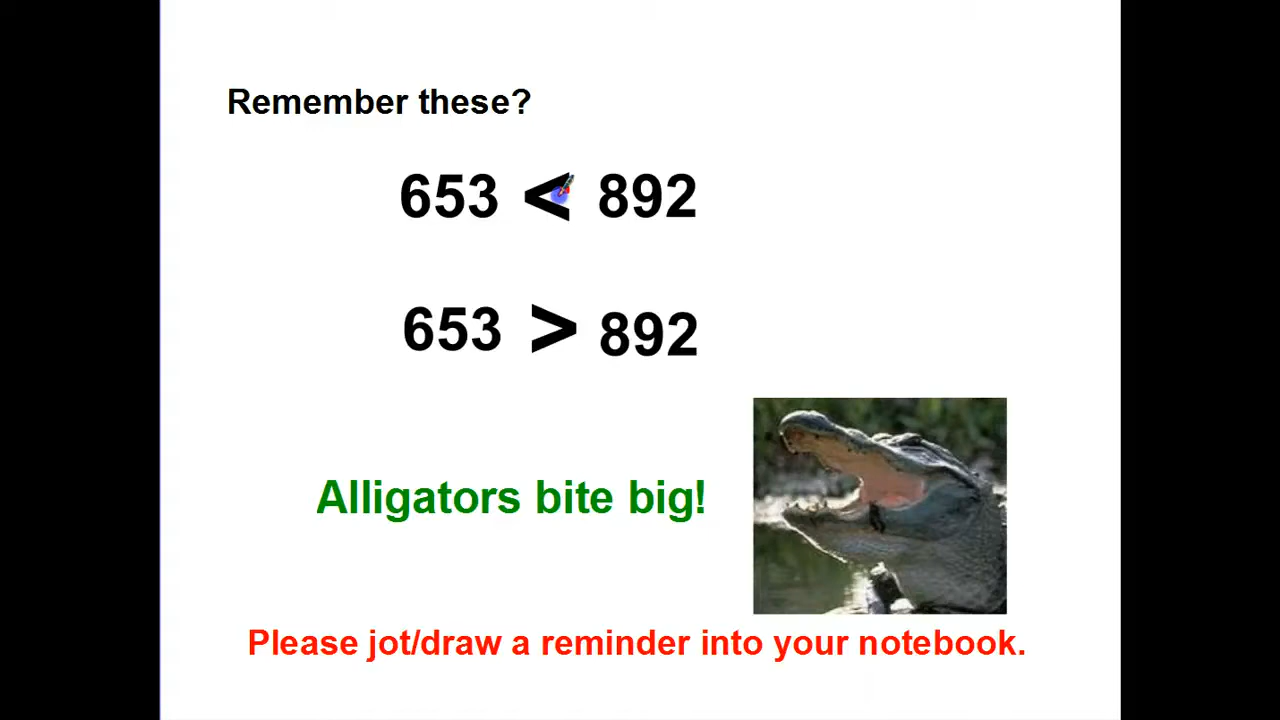 Remember these?
653 < 892
653 > 892
Alligators bite big!
Please jot/draw a reminder into your notebook.